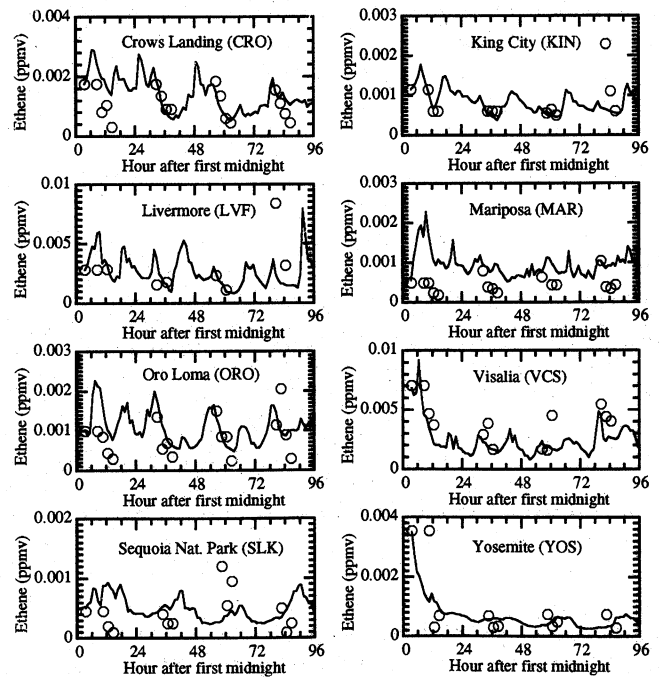 Crows Landing (CRO)
Ethene (ppmv)
0.004
0.002
0
0 24 48 72 96
Hour after first midnight
King City (KIN)
Ethene (ppmv)
0.003
0.002
0.001
0
0 24 48 72 96
Hour after first midnight
Livermore (LVF)
Ethene (ppmv)
0.01
0.005
0
0 24 48 72 96
Hour after first midnight
Mariposa (MAR)
Ethene (ppmv)
0.003
0.002
0.001
0
0 24 48 72 96
Hour after first midnight
Oro Loma (ORO)
Ethene (ppmv)
0.003
0.002
0.001
0
0 24 48 72 96
Hour after first midnight
Visalia (VCS)
Ethene (ppmv)
0.01
0.005
0
0 24 48 72 96
Hour after first midnight
Sequoia Nat. Park (SLK)
Ethene (ppmv)
0.002
0.001
0
0 24 48 72 96
Hour after first midnight
Yosemite (YOS)
Ethene (ppmv)
0.004
0.002
0
0 24 48 72 96
Hour after first midnight